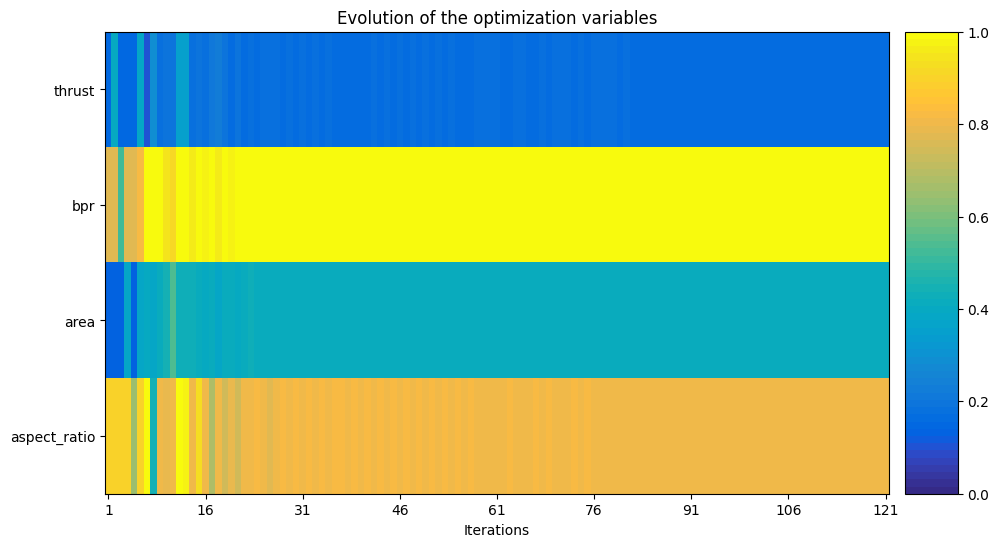 Evolution of the optimization variables
thrust
bpr
area
aspect_ratio
1 16 31 46 61 76 91 106 121
Iterations
1.0
0.8
0.6
0.4
0.2
0.0